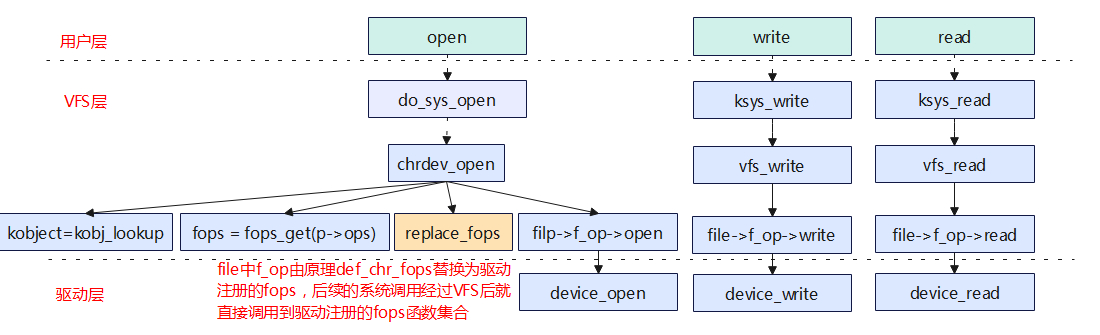 用户层
open
write
read
VFS层
do_sys_open
ksys_write
ksys_read
chrdev_open
vfs_write
vfs_read
kobject=kobj_lookup
fops = fops_get(p->ops)
replace_fops
filp->f_op->open
file->f_op->write
file->f_op->read
file中f_op由原理def_chr_fops替换为驱动
注册的fops，后续的系统调用经过VFS后就
直接调用到驱动注册的fops函数集合
驱动层
device_open
device_write
device_read